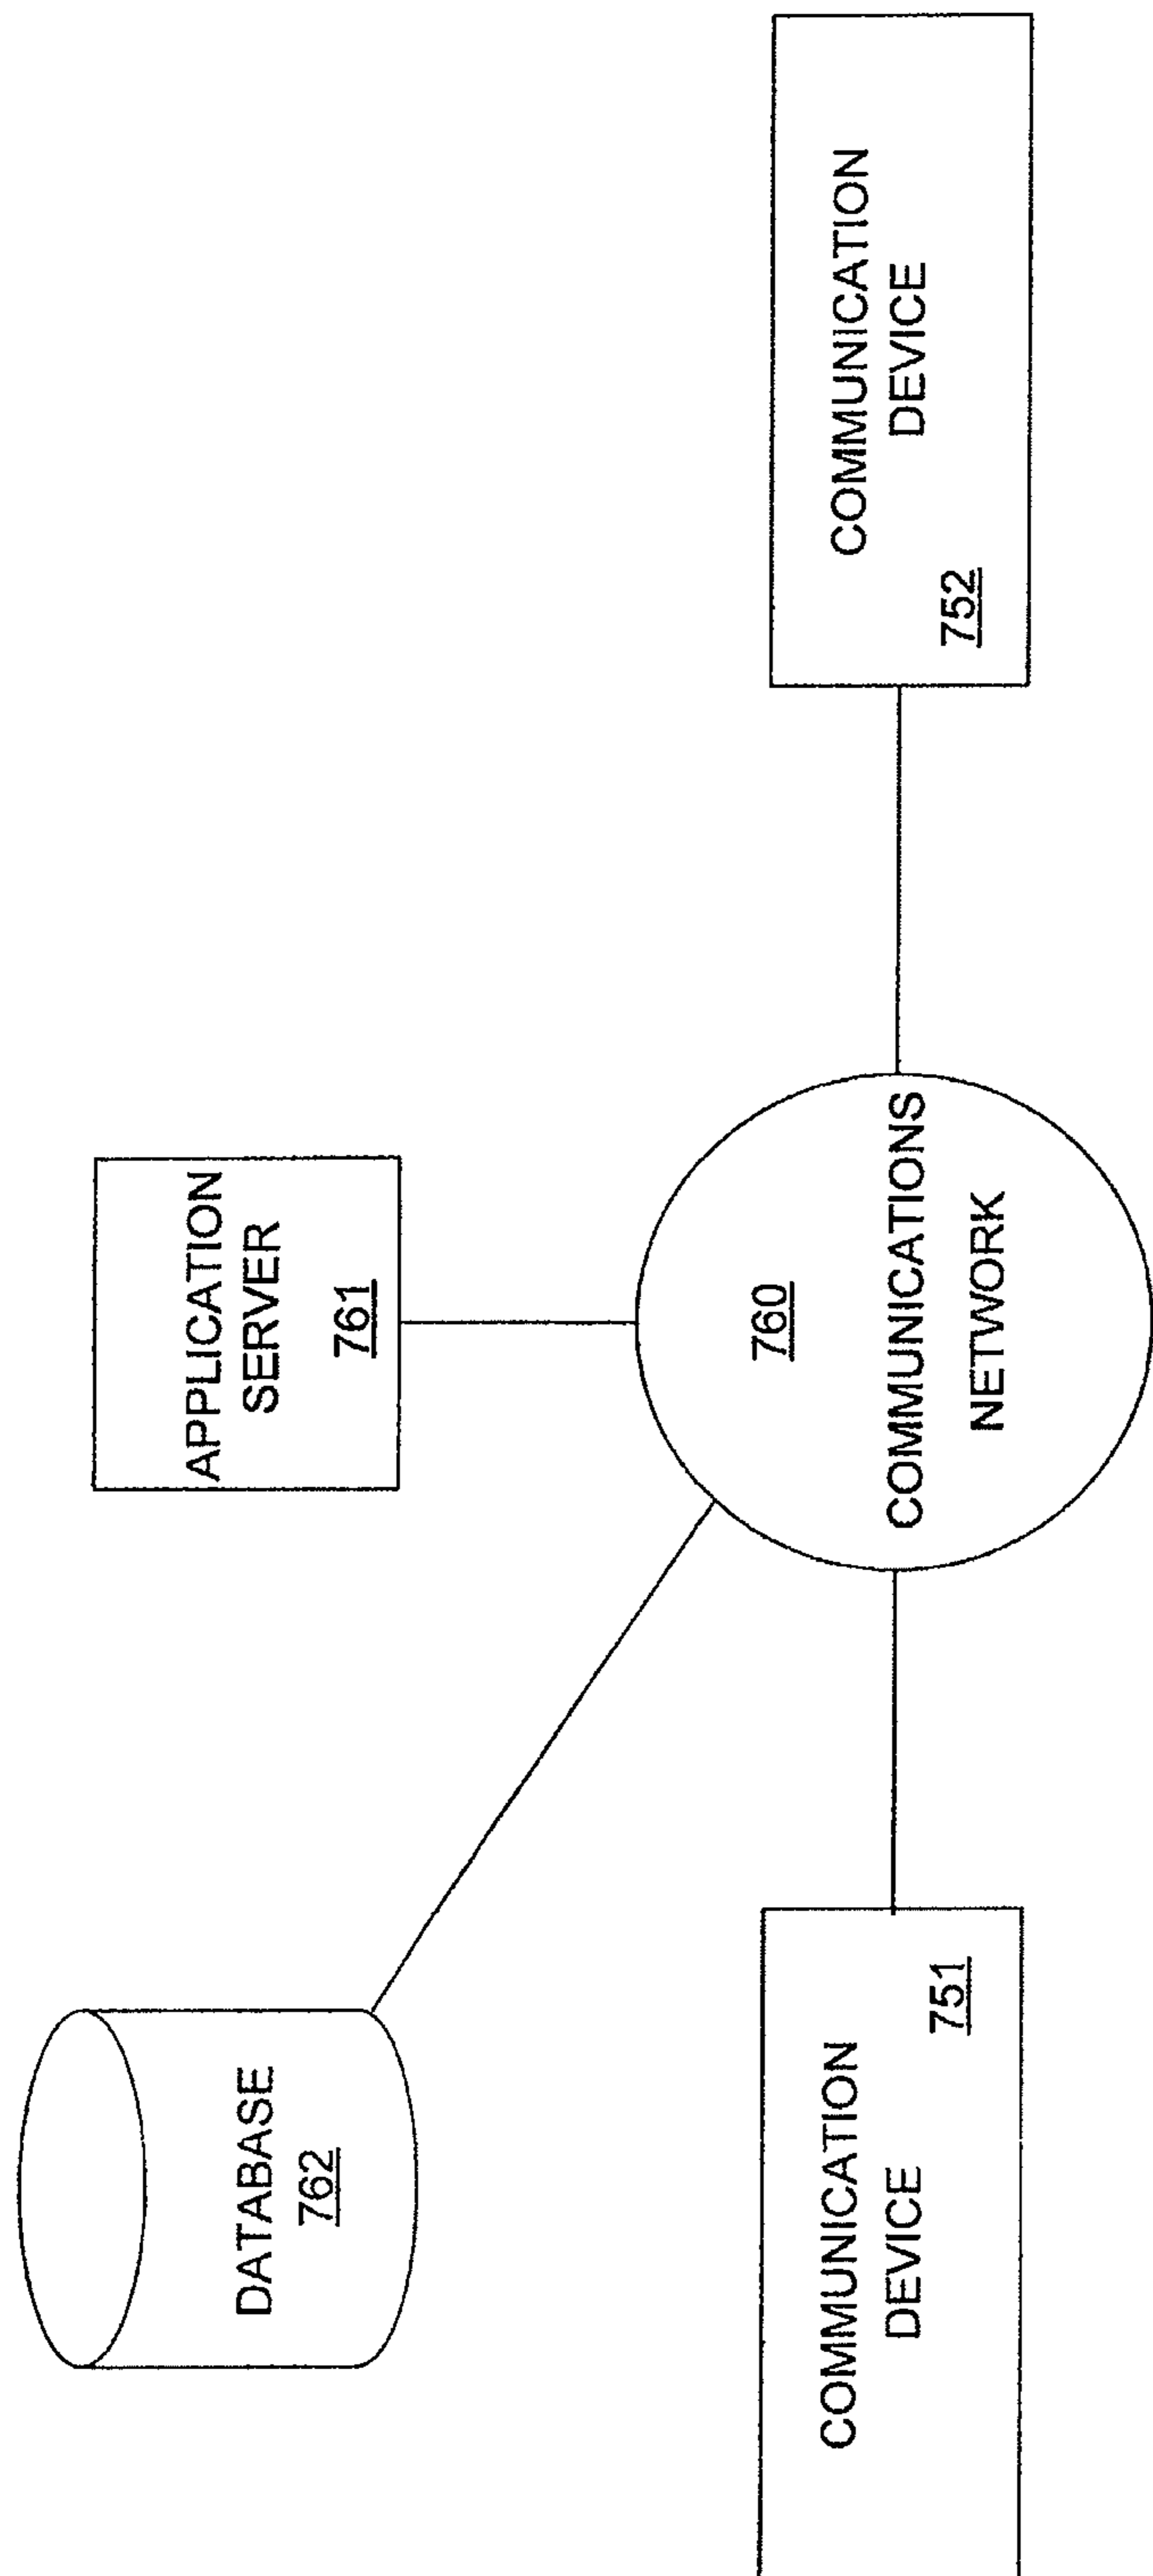 DATABASE
762
APPLICATION
SERVER
761
760
COMMUNICATIONS
NETWORK
COMMUNICATION
DEVICE
751
COMMUNICATION
DEVICE
752